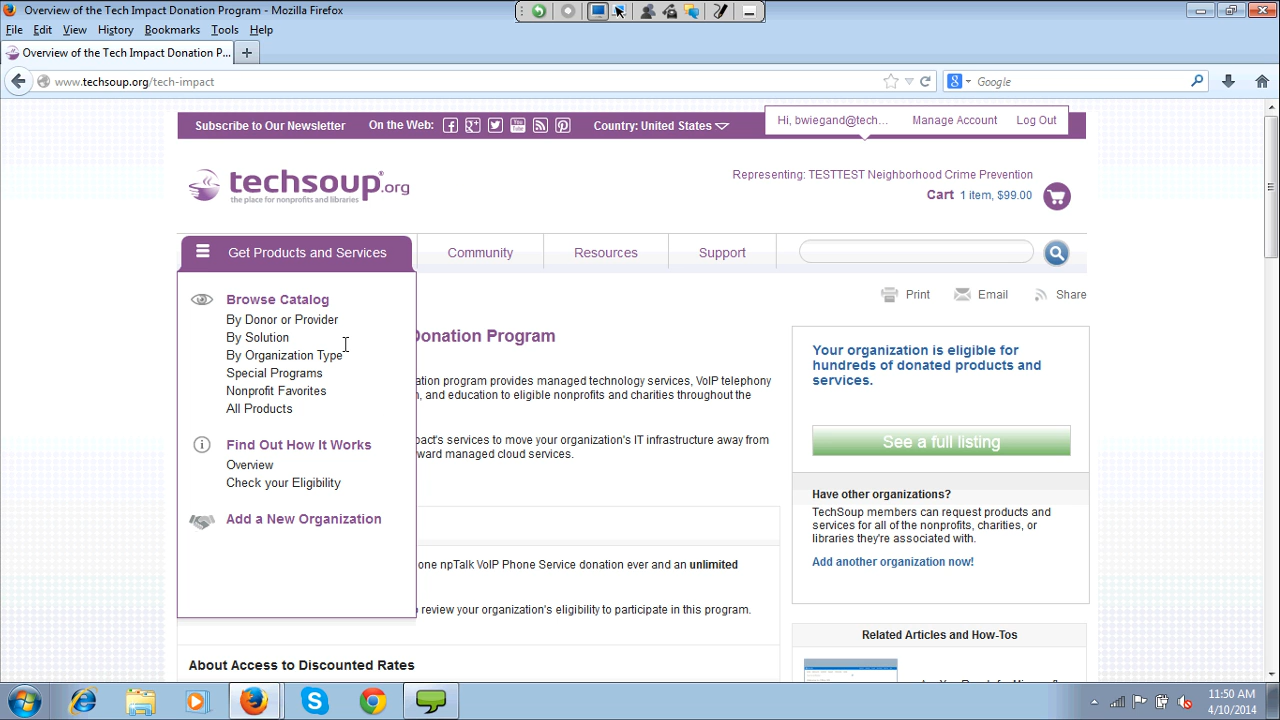 Overview of the Tech Impact Donation Program - Mozilla Firefox
File Edit View History Bookmarks Tools Help
Overview of the Tech Impact Donation P...
www.techsoup.org/tech-impact
Google
Subscribe to Our Newsletter On the Web: Country: United States
Hi, bwiegand@tech... Manage Account Log Out
techsoup.org
the place for nonprofits and libraries
Representing: TESTTEST Neighborhood Crime Prevention
Cart 1 item, $99.00
Get Products and Services Community Resources Support
Print Email Share
Browse Catalog
By Donor or Provider
By Solution
By Organization Type
Special Programs
Nonprofit Favorites
All Products
Find Out How It Works
Overview
Check your Eligibility
Add a New Organization
Donation Program
ation program provides managed technology services, VoIP telephony
, and education to eligible nonprofits and charities throughout the
pact's services to move your organization's IT infrastructure away from
ward managed cloud services.
one npTalk VoIP Phone Service donation ever and an unlimited
review your organization's eligibility to participate in this program.
About Access to Discounted Rates
Your organization is eligible for
hundreds of donated products and
services.
See a full listing
Have other organizations?
TechSoup members can request products and
services for all of the nonprofits, charities, or
libraries they're associated with.
Add another organization now!
Related Articles and How-Tos
11:50 AM
4/10/2014